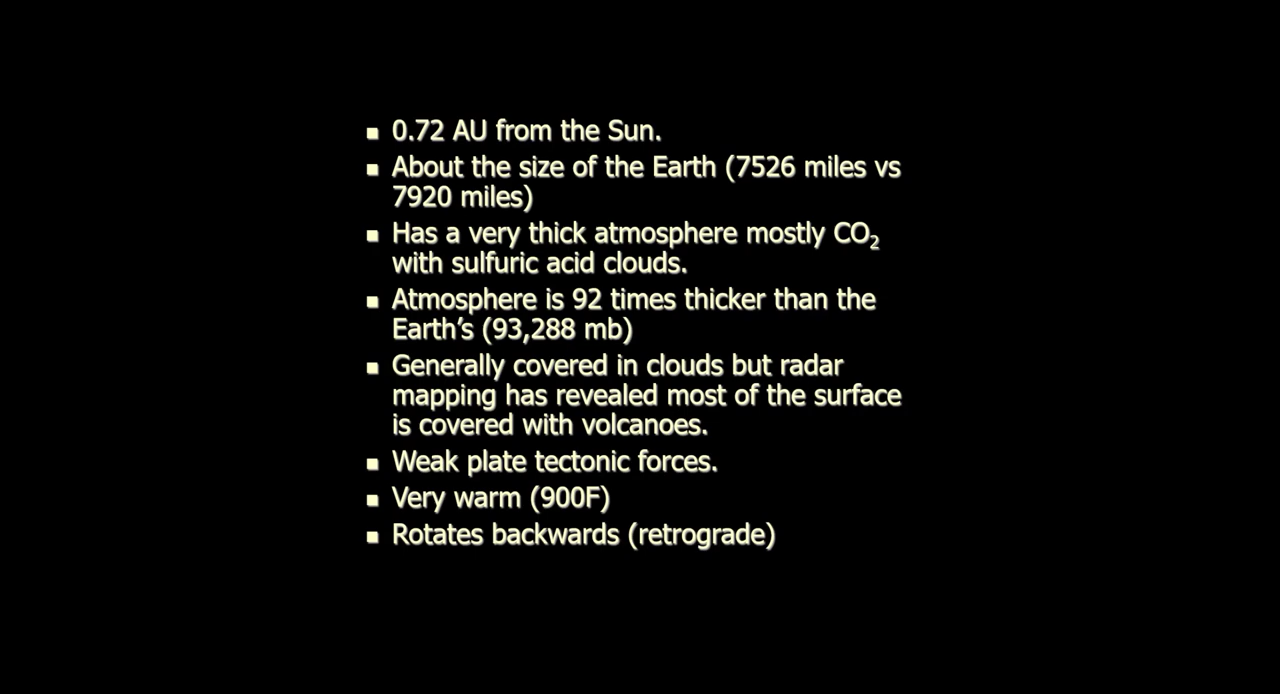 ▪ 0.72 AU from the Sun.
▪ About the size of the Earth (7526 miles vs
7920 miles)
▪ Has a very thick atmosphere mostly CO₂
with sulfuric acid clouds.
▪ Atmosphere is 92 times thicker than the
Earth’s (93,288 mb)
▪ Generally covered in clouds but radar
mapping has revealed most of the surface
is covered with volcanoes.
▪ Weak plate tectonic forces.
▪ Very warm (900F)
▪ Rotates backwards (retrograde)